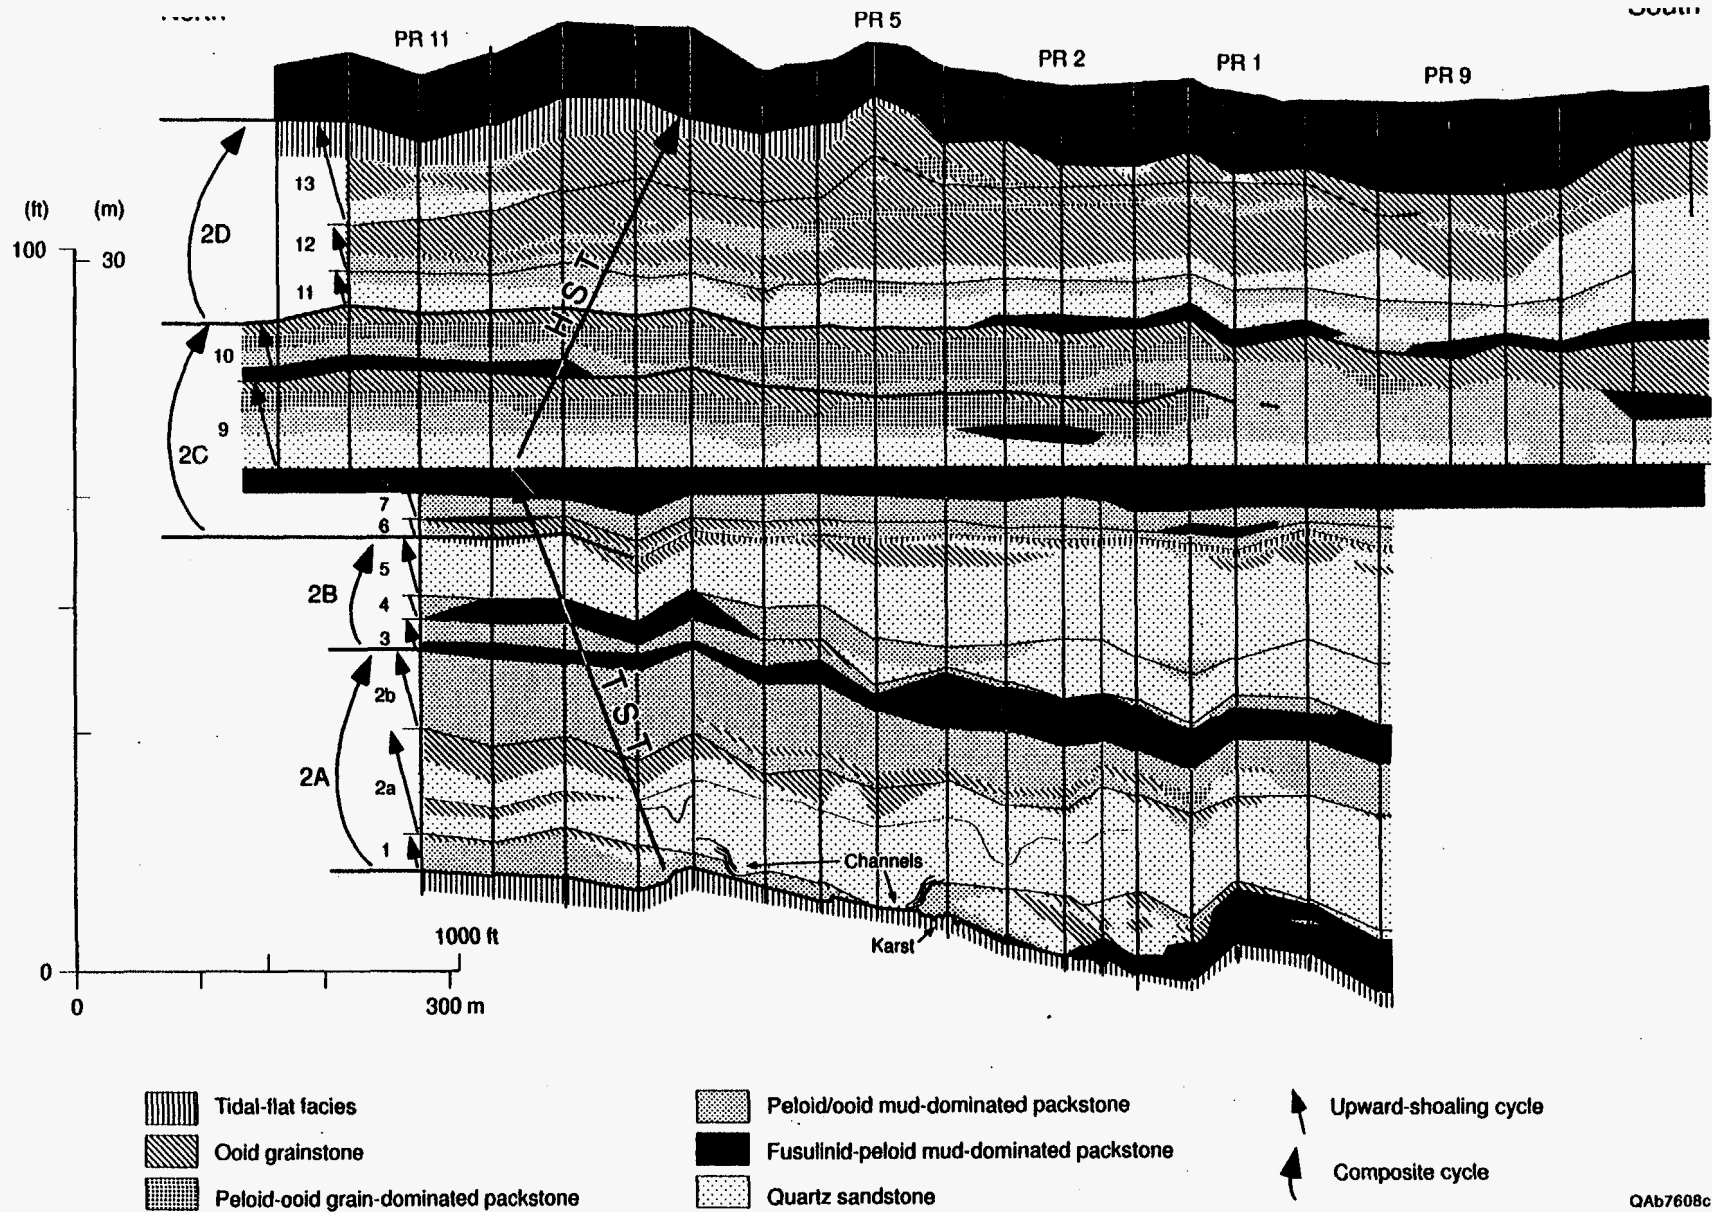 North
South
PR 11
PR 5
PR 2
PR 1
PR 9
(ft)
(m)
100
30
0
13
12
11
10
9
7
6
5
4
3
2b
2a
1
2D
2C
2B
2A
HST
TST
Channels
Karst
1000 ft
0
300 m
Tidal-flat facies
Ooid grainstone
Peloid-ooid grain-dominated packstone
Peloid/ooid mud-dominated packstone
Fusulinid-peloid mud-dominated packstone
Quartz sandstone
Upward-shoaling cycle
Composite cycle
QAb7608c